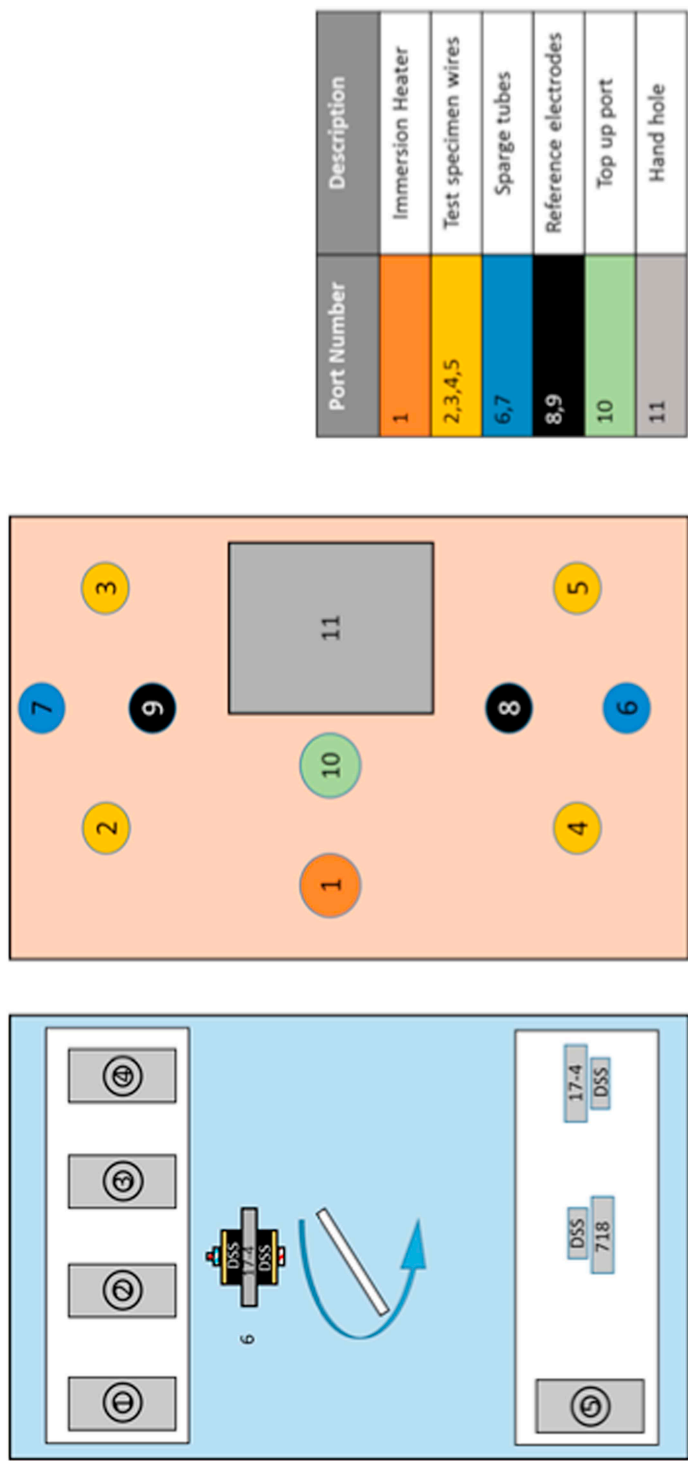 ① ② ③ ④
6
DSS
17-4
DSS
⑤
DSS
718
17-4
DSS
7
2 3
9
1 10 11
8
4 5
6
Port Number Description
1 Immersion Heater
2,3,4,5 Test specimen wires
6,7 Sparge tubes
8,9 Reference electrodes
10 Top up port
11 Hand hole